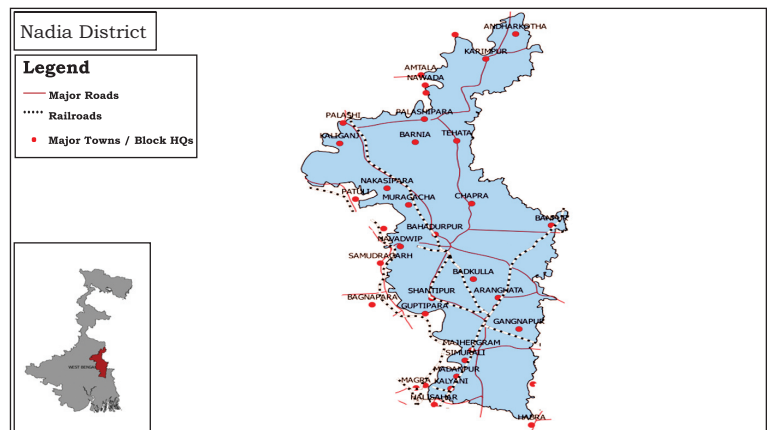 Nadia District
Legend
Major Roads
Railroads
Major Towns / Block HQs
WEST BENGAL
ANDHARKOTHA
KARIMPUR
AMTALA
NAWADA
PALASHI
PALASHIPARA
KALIGANJ
BARNIA
TEHATA
NAKASIPARA
PATULI
MURAGACHA
CHAPRA
BANPUR
BAHADURPUR
NAVADWIP
SAMUDRAGARH
BADKULLA
BAGNAPARA
SHANTIPUR
ARANGHATA
GUPTIPARA
GANGNAPUR
MAJHERGRAM
SIMURALI
MADANPUR
MAGRA
KALYANI
HALISAHAR
HABRA